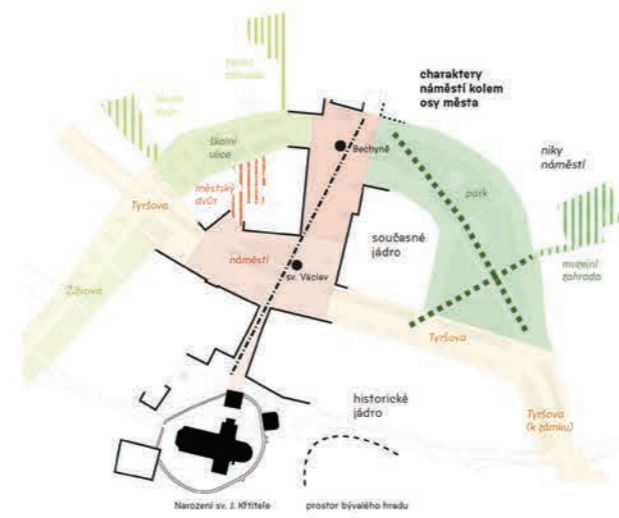 charaktery
náměstí kolem
osy města
školní
zahrada
dvůr
školní
ulice
Bechyně
niky
náměstí
park
městský
dvůr
Tyršova
současné
jádro
náměstí
sv. Václav
muzejní
zahrada
Tyršova
historické
jádro
Tyršova
(k zámku)
Narození sv. J. Křtitele
prostor bývalého hradu